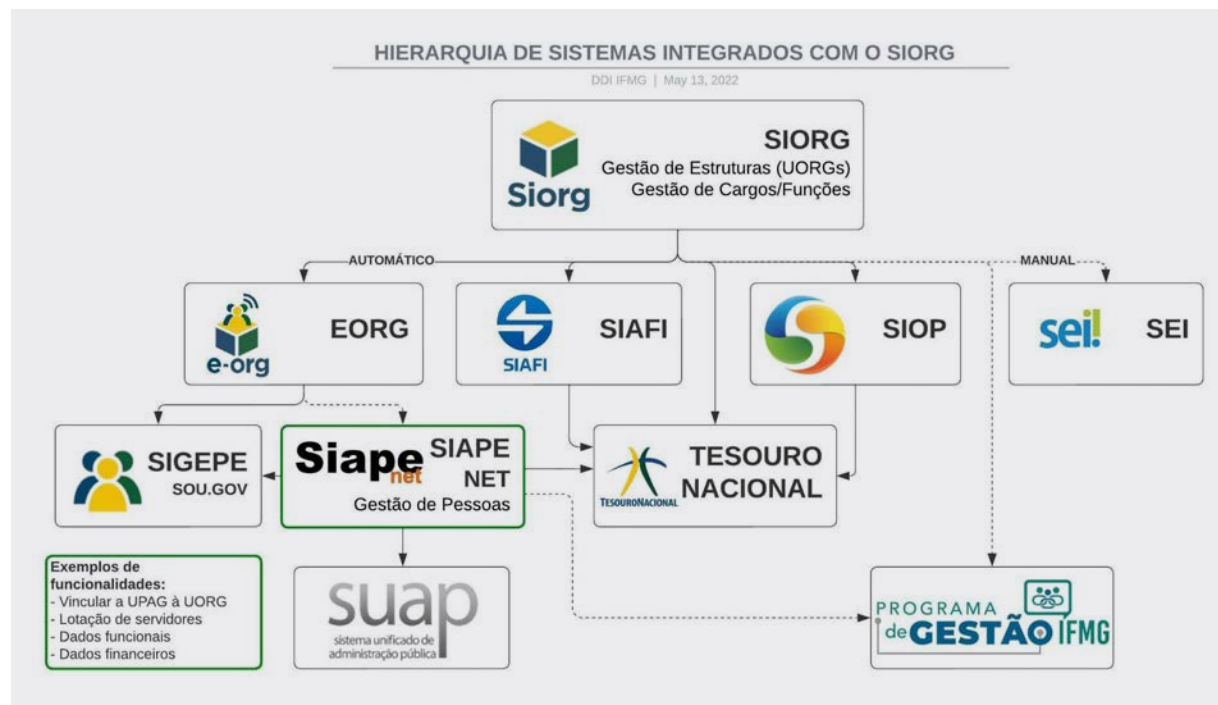 HIERARQUIA DE SISTEMAS INTEGRADOS COM O SIORG
DDI IFMG | May 13, 2022
Siorg
SIORG
Gestão de Estruturas (UORGs)
Gestão de Cargos/Funções
AUTOMÁTICO
MANUAL
e-org
EORG
SIAFI
SIAFI
SIOP
sei!
SEI
SIGEPE
SOU.GOV
Siape
net
SIAPE
NET
Gestão de Pessoas
TESOURONACIONAL
TESOURO
NACIONAL
Exemplos de
funcionalidades:
- Vincular a UPAG à UORG
- Lotação de servidores
- Dados funcionais
- Dados financeiros
suap
sistema unificado de
administração pública
PROGRAMA
de GESTÃO IFMG